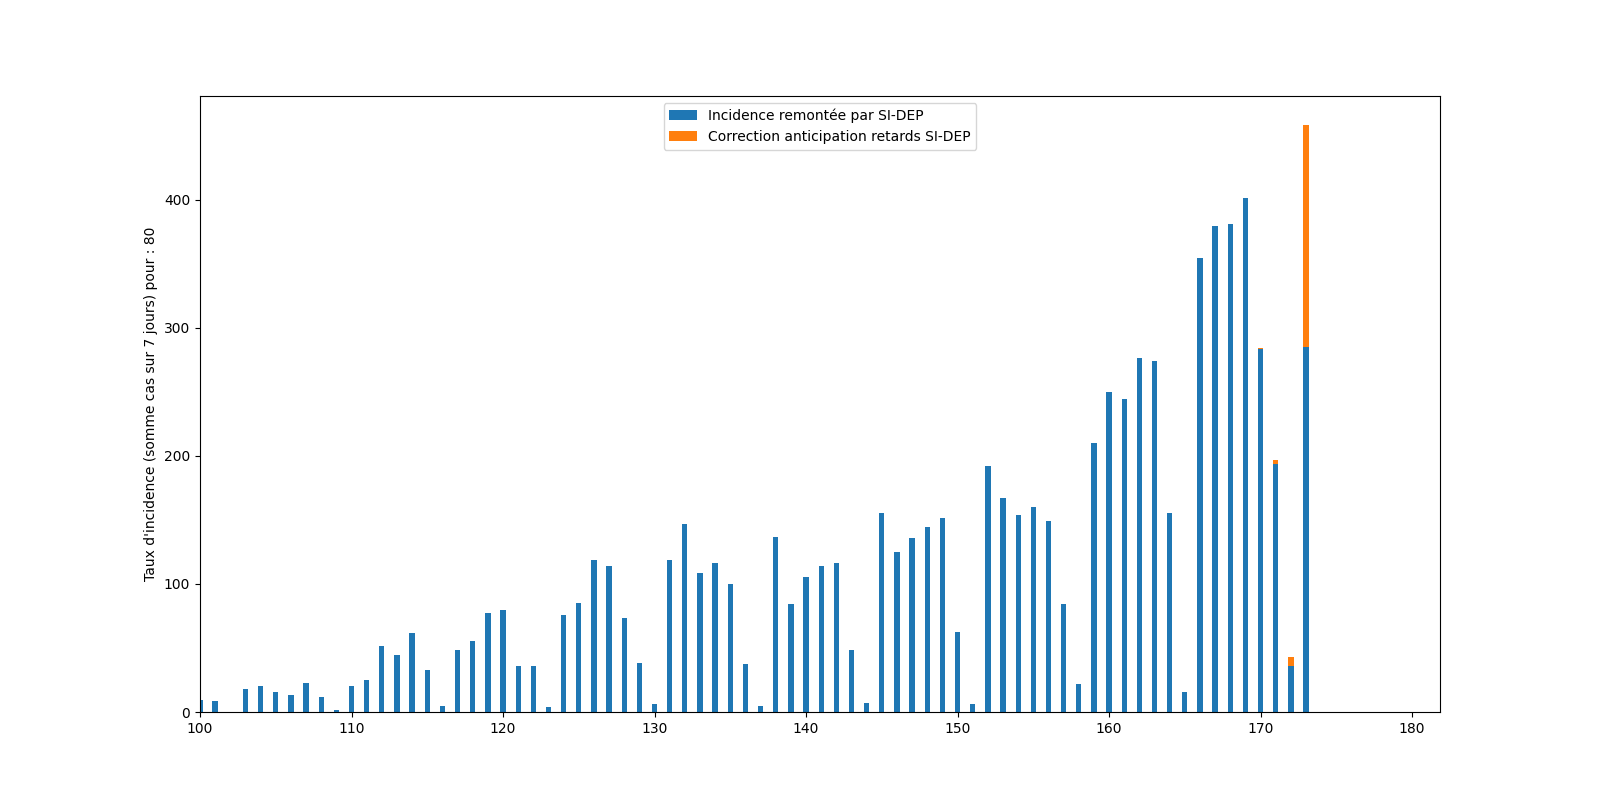 Incidence remontée par SI-DEP
Correction anticipation retards SI-DEP
Taux d'incidence (somme cas sur 7 jours) pour : 80
400
300
200
100
0
100 110 120 130 140 150 160 170 180